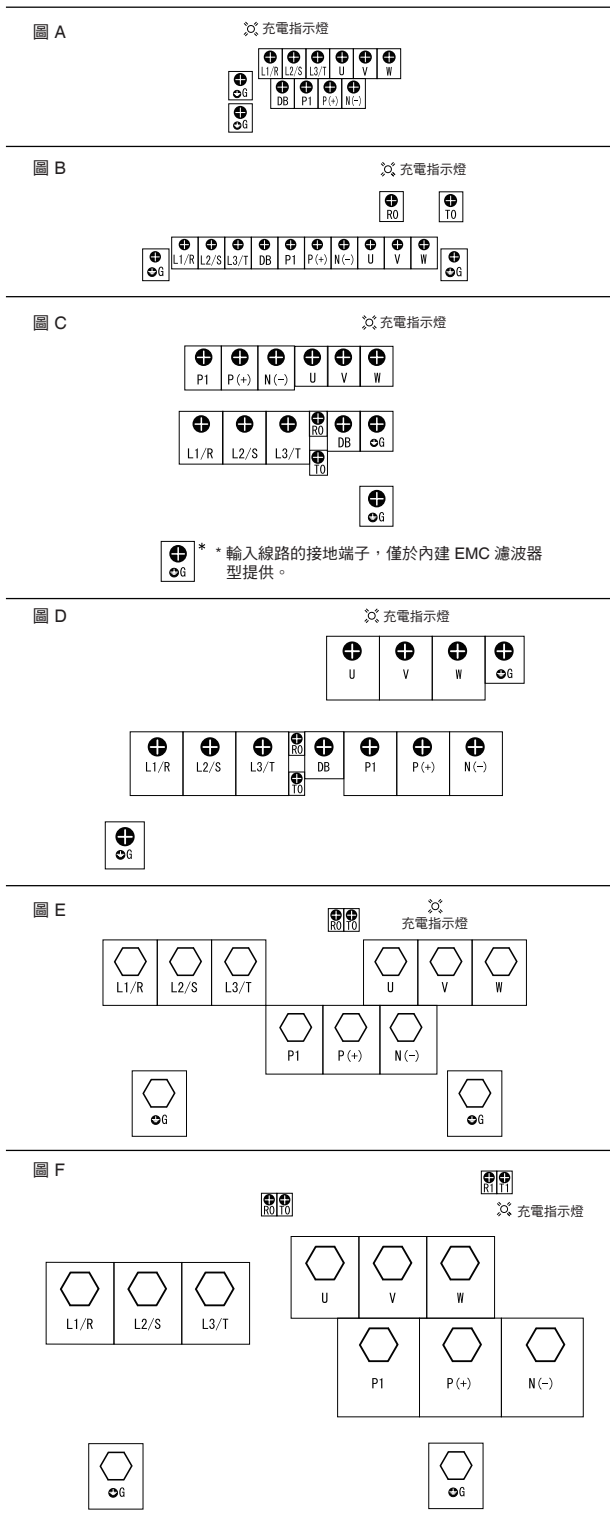 圖 A
充電指示燈
L1/R L2/S L3/T U V W
G
DB P1 P(+) N(-)
G
圖 B
充電指示燈
R0 T0
G L1/R L2/S L3/T DB P1 P(+) N(-) U V W G
圖 C
充電指示燈
P1 P(+) N(-) U V W
R0
L1/R L2/S L3/T DB G
T0
G
G * * 輸入線路的接地端子，僅於內建 EMC 濾波器
型提供。
圖 D
充電指示燈
U V W G
R0
L1/R L2/S L3/T DB P1 P(+) N(-)
T0
G
圖 E
R0 T0
充電指示燈
L1/R L2/S L3/T U V W
P1 P(+) N(-)
G G
圖 F
R1 T1
R0 T0
充電指示燈
U V W
L1/R L2/S L3/T
P1 P(+) N(-)
G G